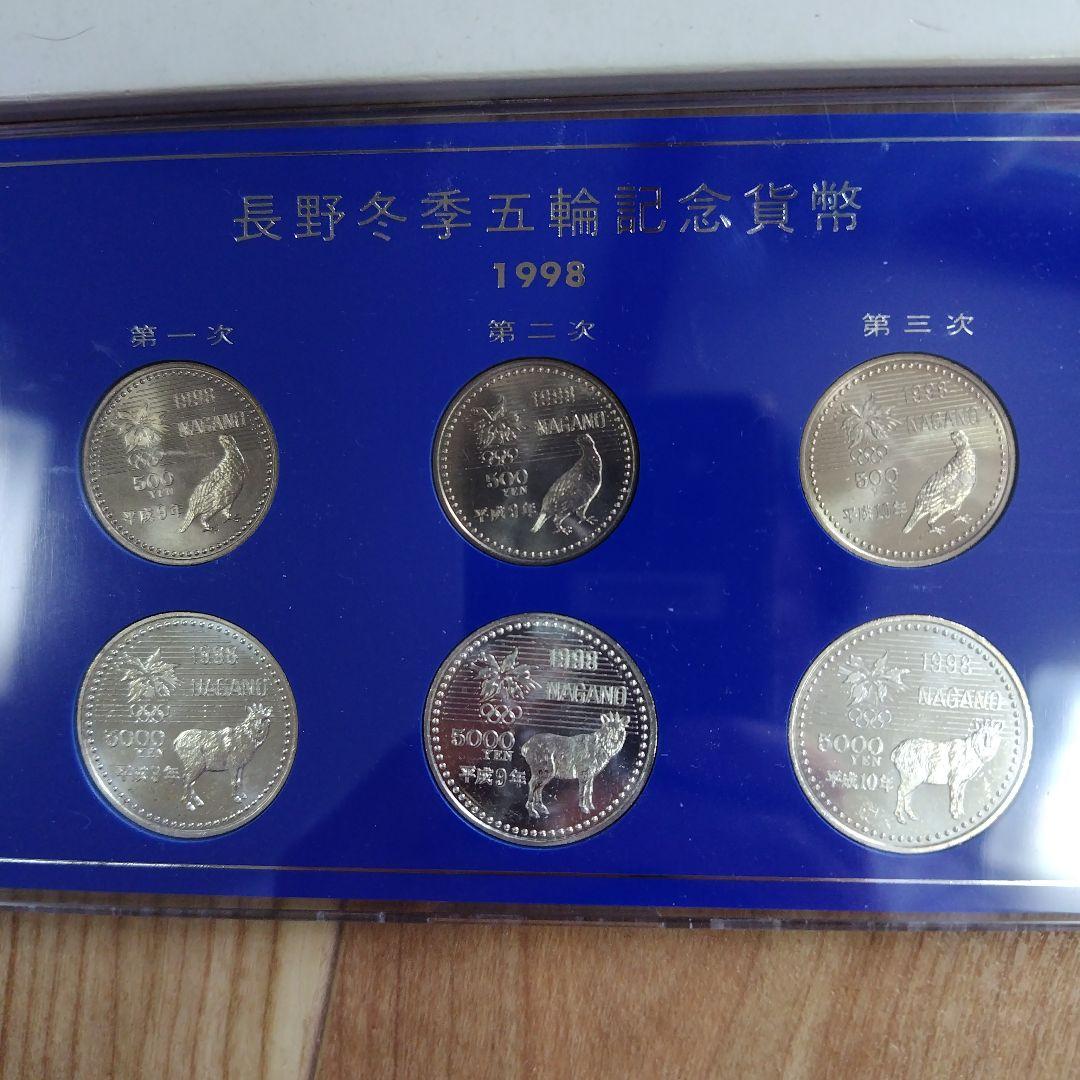 長野冬季五輪記念貨幣
1998
第一次
第二次
第三次
1998
NAGANO
500
YEN
平成9年
1998
NAGANO
500
YEN
平成9年
1998
NAGANO
500
YEN
平成10年
1998
NAGANO
5000
YEN
平成9年
1998
NAGANO
5000
YEN
平成9年
1998
NAGANO
5000
YEN
平成10年